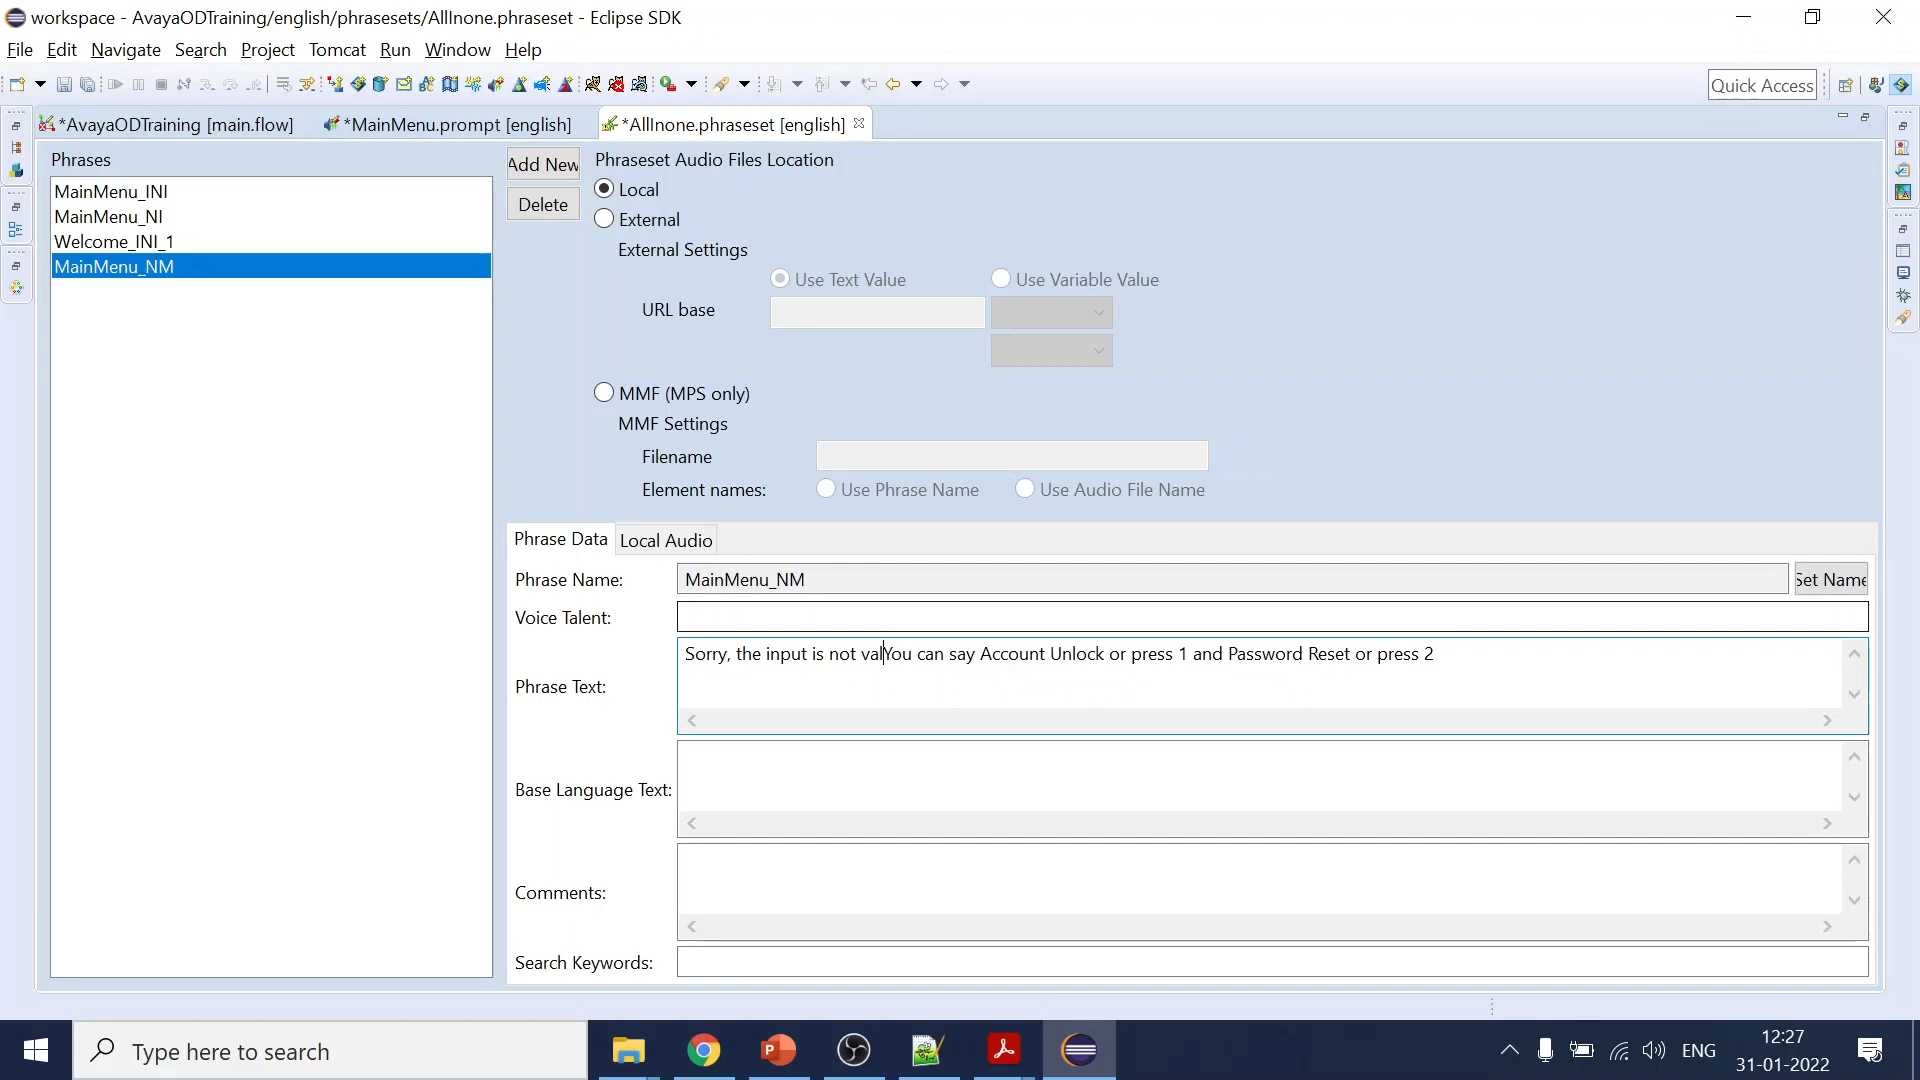 workspace - AvayaODTraining/english/phrasesets/AllInone.phraseset - Eclipse SDK
File Edit Navigate Search Project Tomcat Run Window Help
Quick Access
*AvayaODTraining [main.flow] *MainMenu.prompt [english] *AllInone.phraseset [english]
Phrases
MainMenu_INI
MainMenu_NI
Welcome_INI_1
MainMenu_NM
Add New
Delete
Phraseset Audio Files Location
Local
External
External Settings
Use Text Value Use Variable Value
URL base
MMF (MPS only)
MMF Settings
Filename
Element names: Use Phrase Name Use Audio File Name
Phrase Data Local Audio
Phrase Name: MainMenu_NM Set Name
Voice Talent:
Phrase Text: Sorry, the input is not valYou can say Account Unlock or press 1 and Password Reset or press 2
Base Language Text:
Comments:
Search Keywords:
Type here to search
ENG
12:27
31-01-2022